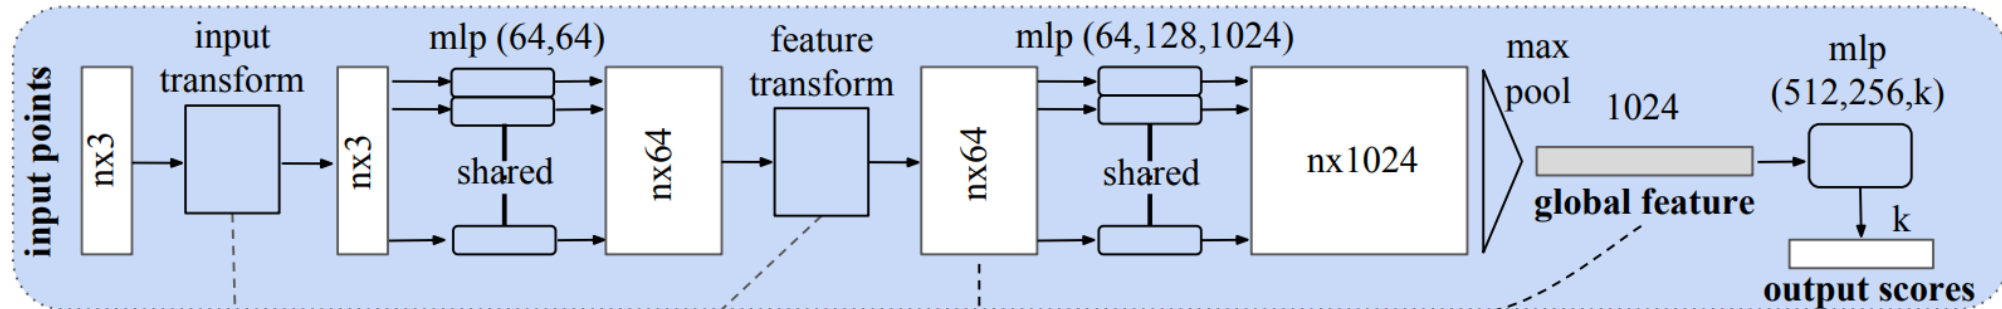 input points
nx3
input
transform
nx3
mlp (64,64)
shared
nx64
feature
transform
nx64
mlp (64,128,1024)
shared
nx1024
max
pool
1024
global feature
mlp
(512,256,k)
k
output scores